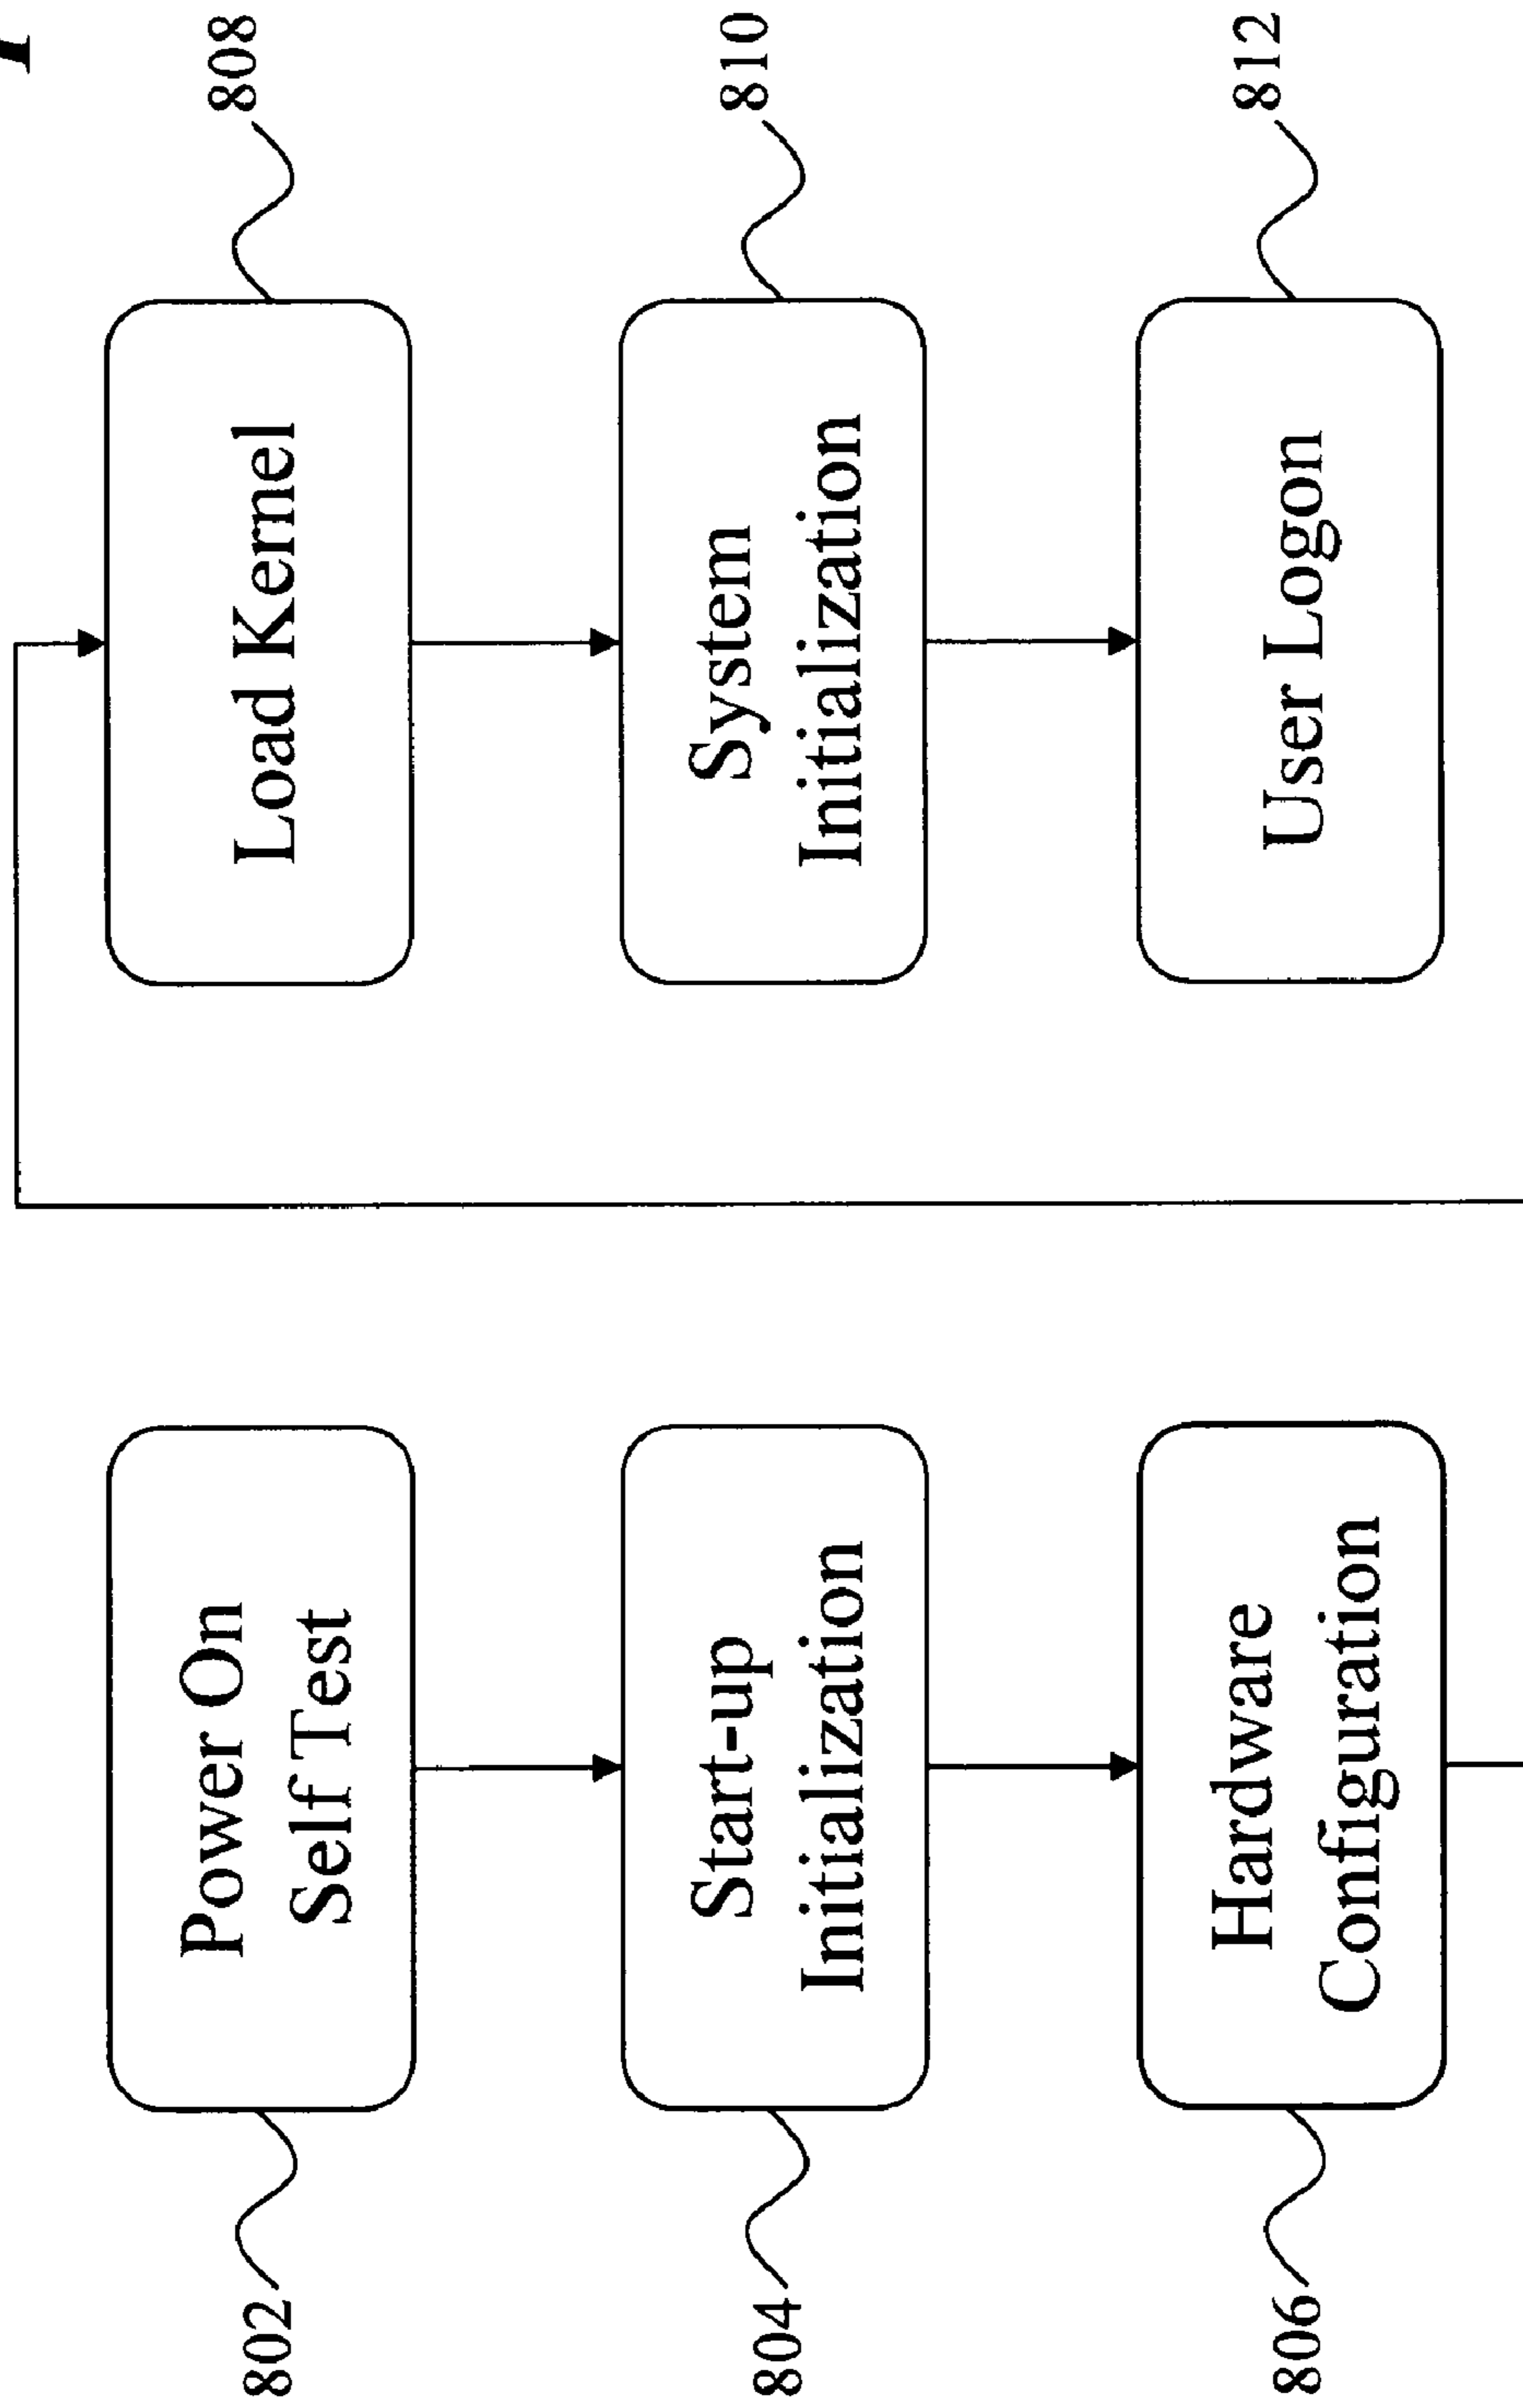 802
Power On
Self Test
804
Start-up
Initialization
806
Hardware
Configuration
808
Load Kernel
810
System
Initialization
812
User Logon